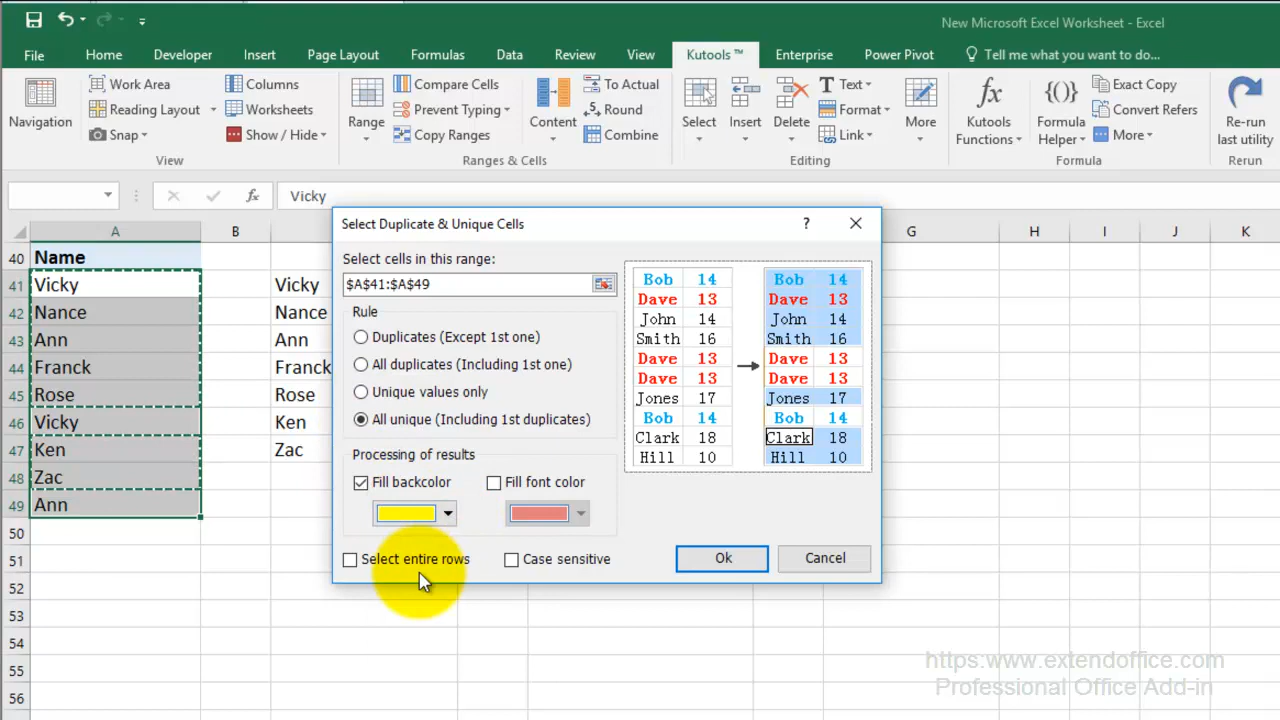 New Microsoft Excel Worksheet - Excel
File Home Developer Insert Page Layout Formulas Data Review View Kutools ™ Enterprise Power Pivot Tell me what you want to do...
Navigation
Work Area
Reading Layout
Snap
Columns
Worksheets
Show / Hide
View
Range
Compare Cells
Prevent Typing
Copy Ranges
Content
To Actual
Round
Combine
Ranges & Cells
Select
Insert
Delete
Text
Format
Link
More
Editing
Kutools
Functions
Formula
Helper
Exact Copy
Convert Refers
More
Formula
Re-run
last utility
Rerun
fx Vicky
A B G H I J K
40 Name
41 Vicky Vicky
42 Nance Nance
43 Ann Ann
44 Franck Franck
45 Rose Rose
46 Vicky Ken
47 Ken Zac
48 Zac
49 Ann
50
51
52
53
54
55
56
Select Duplicate & Unique Cells ?
Select cells in this range:
$A$41:$A$49
Rule
Duplicates (Except 1st one)
All duplicates (Including 1st one)
Unique values only
All unique (Including 1st duplicates)
Processing of results
Fill backcolor Fill font color
Select entire rows Case sensitive
Ok Cancel
Bob 14 Bob 14
Dave 13 Dave 13
John 14 John 14
Smith 16 Smith 16
Dave 13 Dave 13
Dave 13 Dave 13
Jones 17 Jones 17
Bob 14 Bob 14
Clark 18 Clark 18
Hill 10 Hill 10
https:www.extendoffice.com
Professional Office Add-in